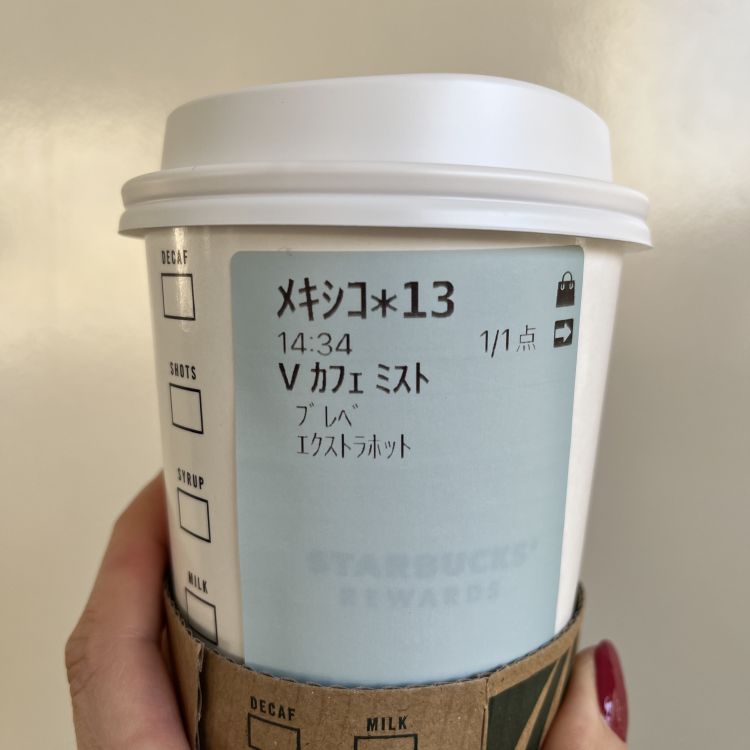 DECAF
SHOTS
SYRUP
MILK
メキシコ*13
14:34 1/1点
V カフェ ミスト
ブレベ
エクストラホット
STARBUCKS®
REWARDS
DECAF
MILK